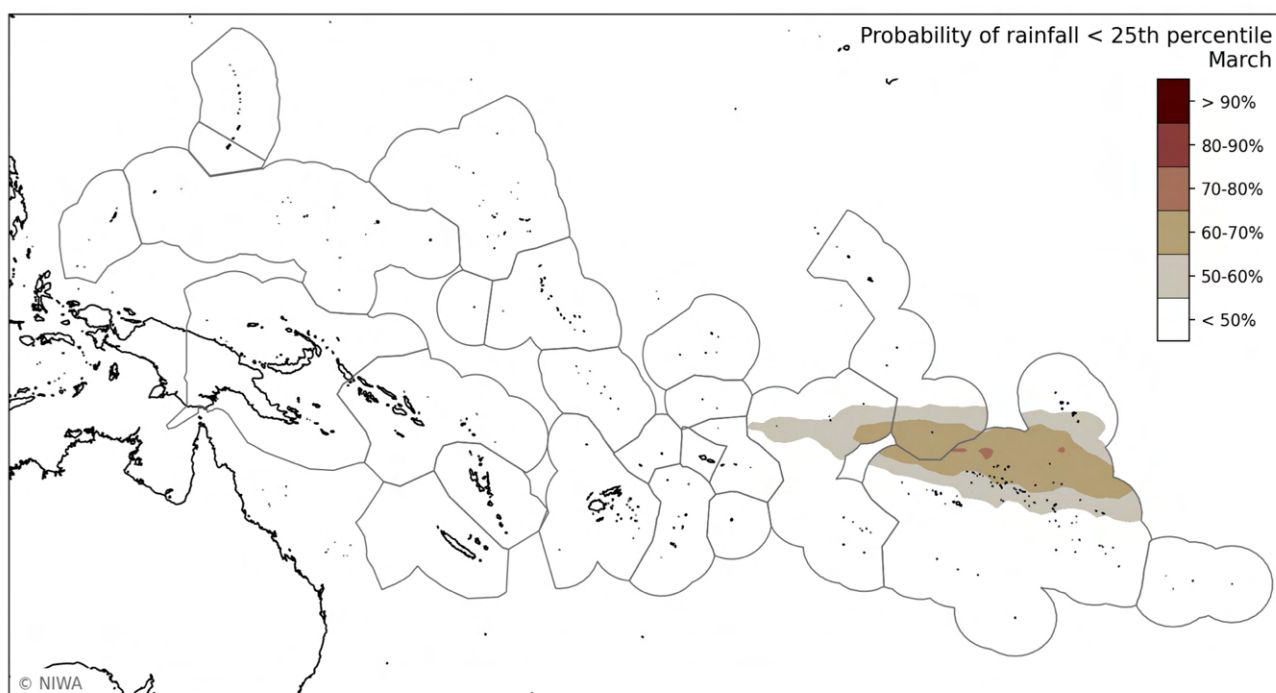 Probability of rainfall < 25th percentile
March
> 90%
80-90%
70-80%
60-70%
50-60%
< 50%
© NIWA